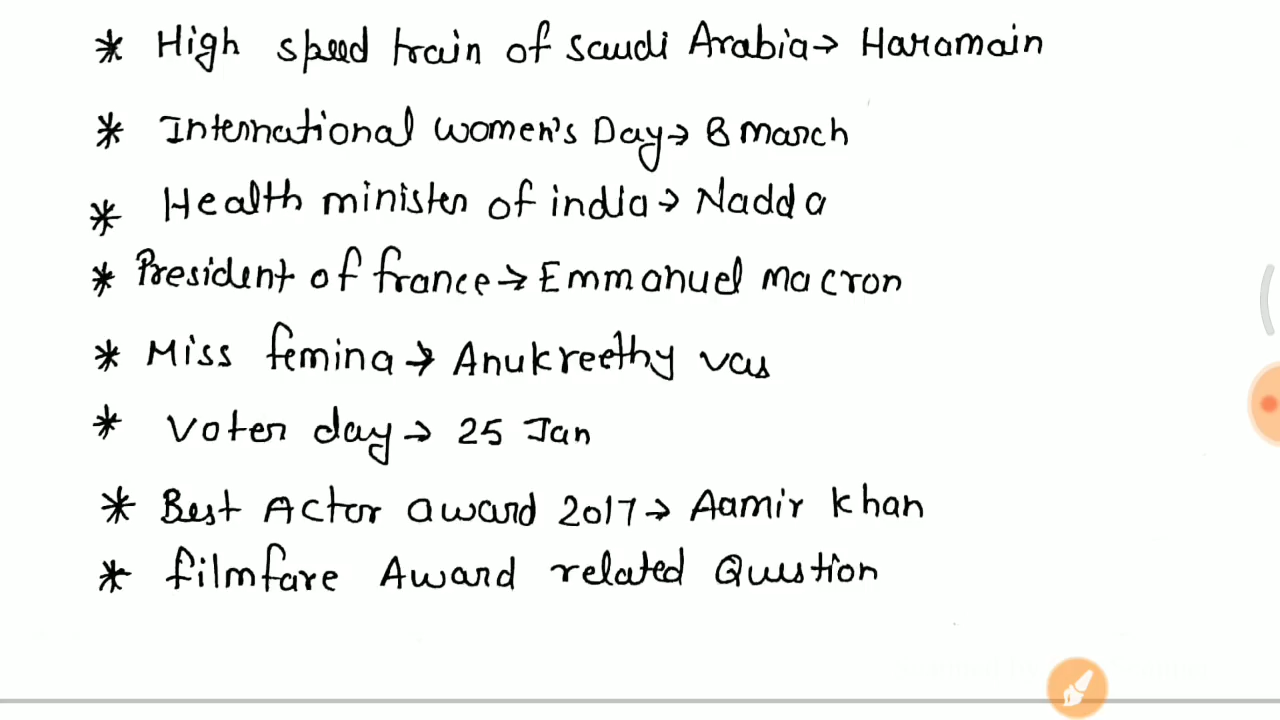 * High speed train of saudi Arabia → Haramain
* International women's Day → 8 march
* Health minister of india → Nadda
* President of france → Emmanuel macron
* Miss femina → Anukreethy vas
* Voter day → 25 Jan
* Best Actor award 2017 → Aamir khan
* filmfare Award related Question